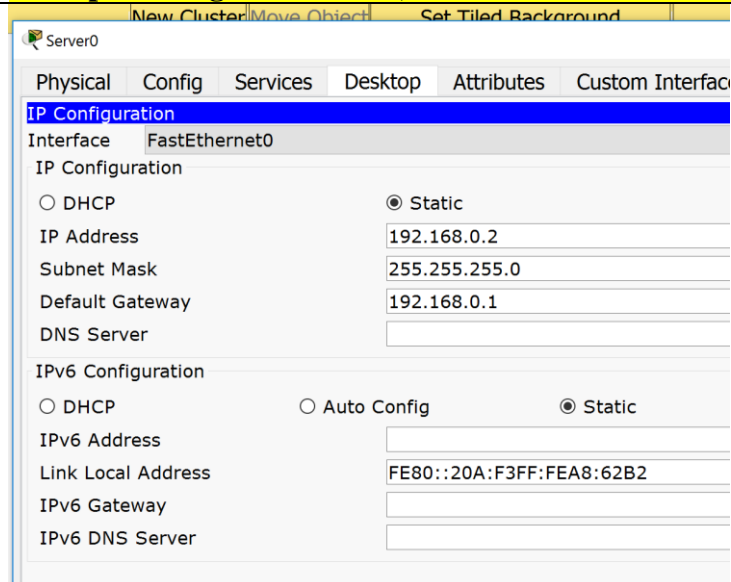 New Cluster Move Object Set Tiled Background
Server0
Physical Config Services Desktop Attributes Custom Interfac
IP Configuration
Interface FastEthernet0
IP Configuration
DHCP Static
IP Address 192.168.0.2
Subnet Mask 255.255.255.0
Default Gateway 192.168.0.1
DNS Server
IPv6 Configuration
DHCP Auto Config Static
IPv6 Address
Link Local Address FE80::20A:F3FF:FEA8:62B2
IPv6 Gateway
IPv6 DNS Server